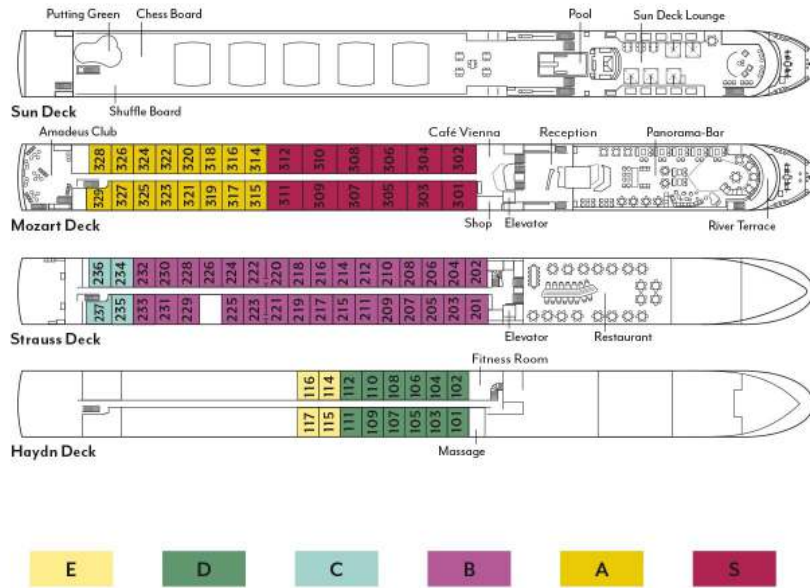 Putting Green Chess Board Pool Sun Deck Lounge
Shuffle Board
Sun Deck
Amadeus Club Café Vienna Reception Panorama-Bar
328 326 324 322 320 318 316 314 312 310 308 306 304 302
329 327 325 323 321 319 317 315 311 309 307 305 303 301
Shop Elevator River Terrace
Mozart Deck
236 234 232 230 228 226 224 222 220 218 216 214 212 210 208 206 204 202
237 235 233 231 229 225 223 221 219 217 215 211 209 207 205 203 201
Elevator Restaurant
Strauss Deck
Fitness Room
116 114 112 110 108 106 104 102
117 115 111 109 107 105 103 101
Haydn Deck
Massage
E D C B A S